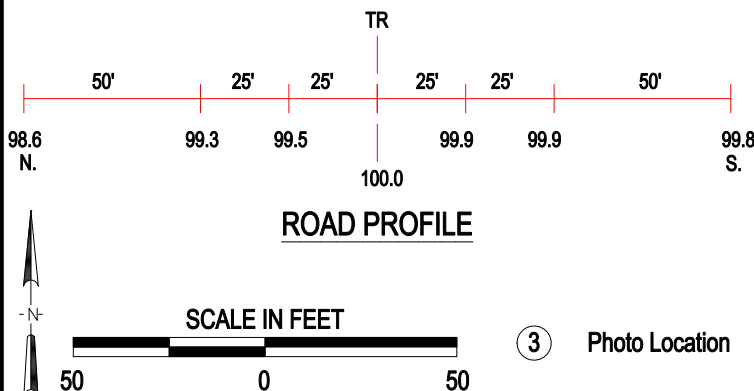 TR
50' 25' 25' 25' 25' 50'
98.6 99.3 99.5 99.9 99.9 99.8
N. S.
100.0
ROAD PROFILE
-N-
SCALE IN FEET
3 Photo Location
50 0 50